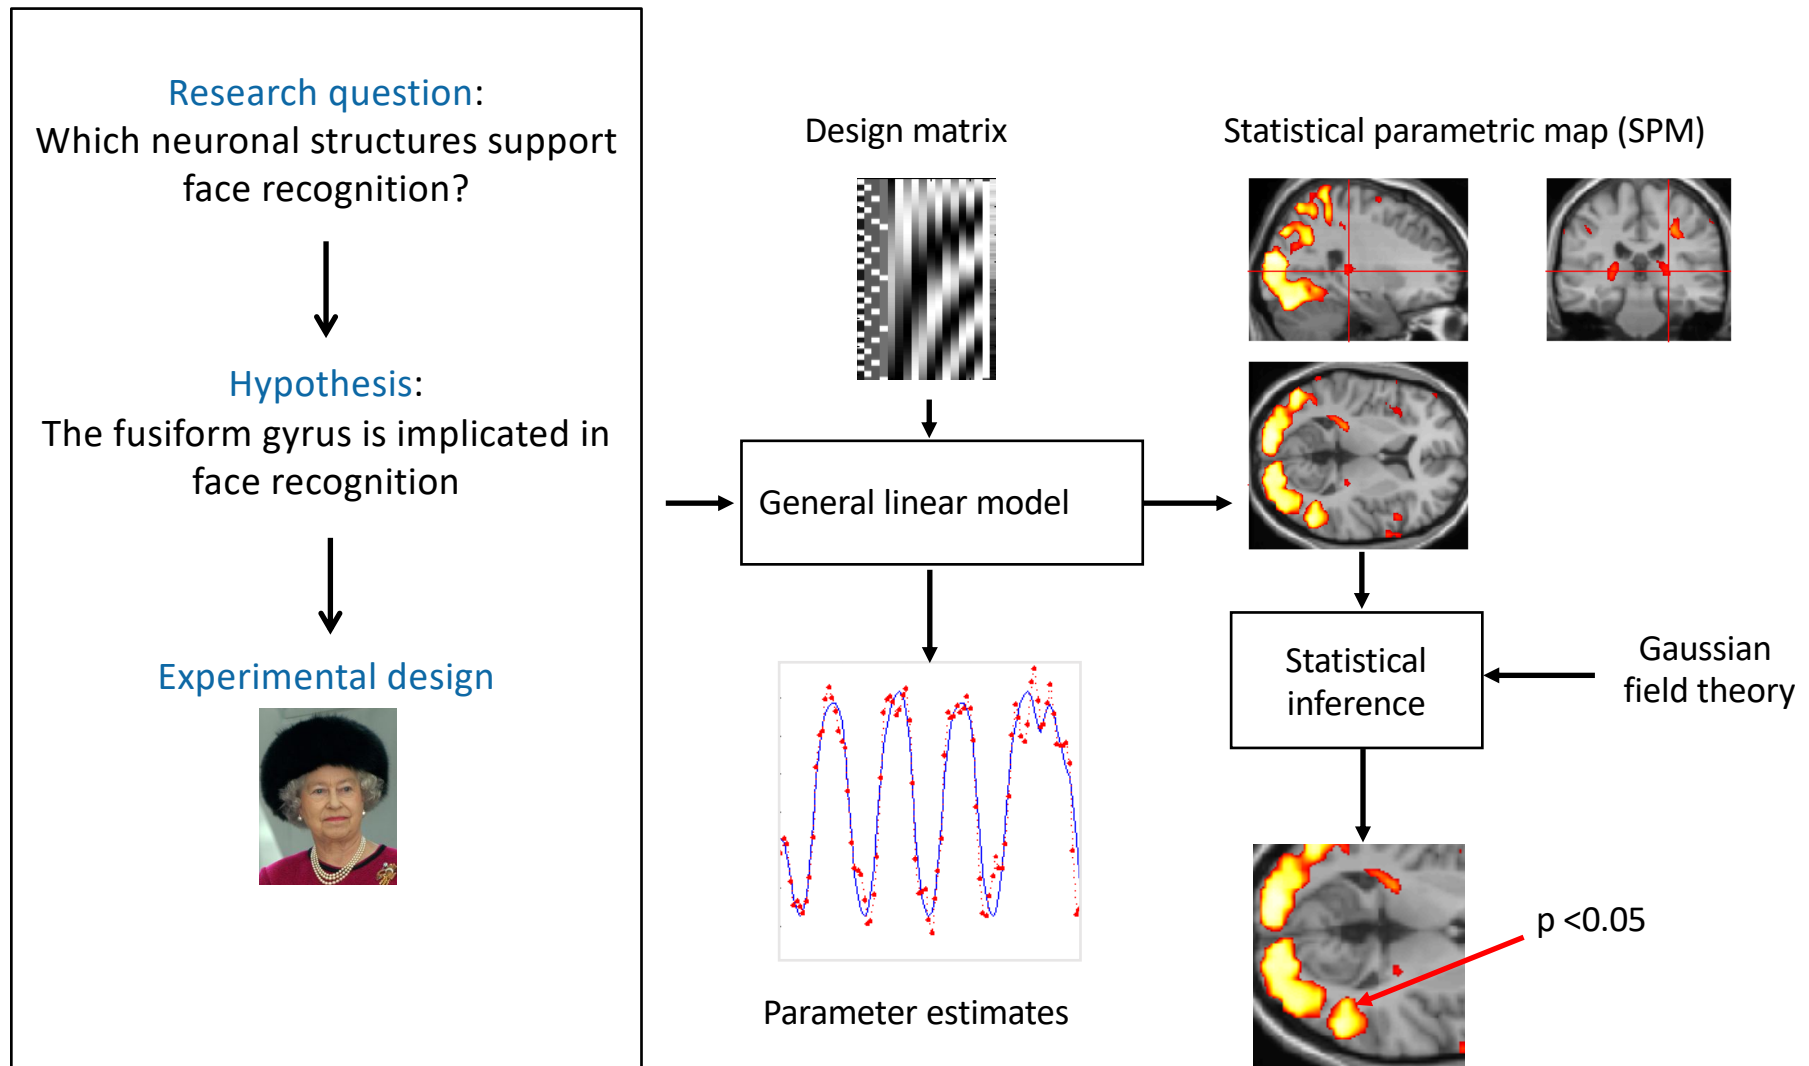 Research question:
Which neuronal structures support
face recognition?
Hypothesis:
The fusiform gyrus is implicated in
face recognition
Experimental design
Design matrix
General linear model
Parameter estimates
Statistical parametric map (SPM)
Statistical
inference
Gaussian
field theory
p <0.05